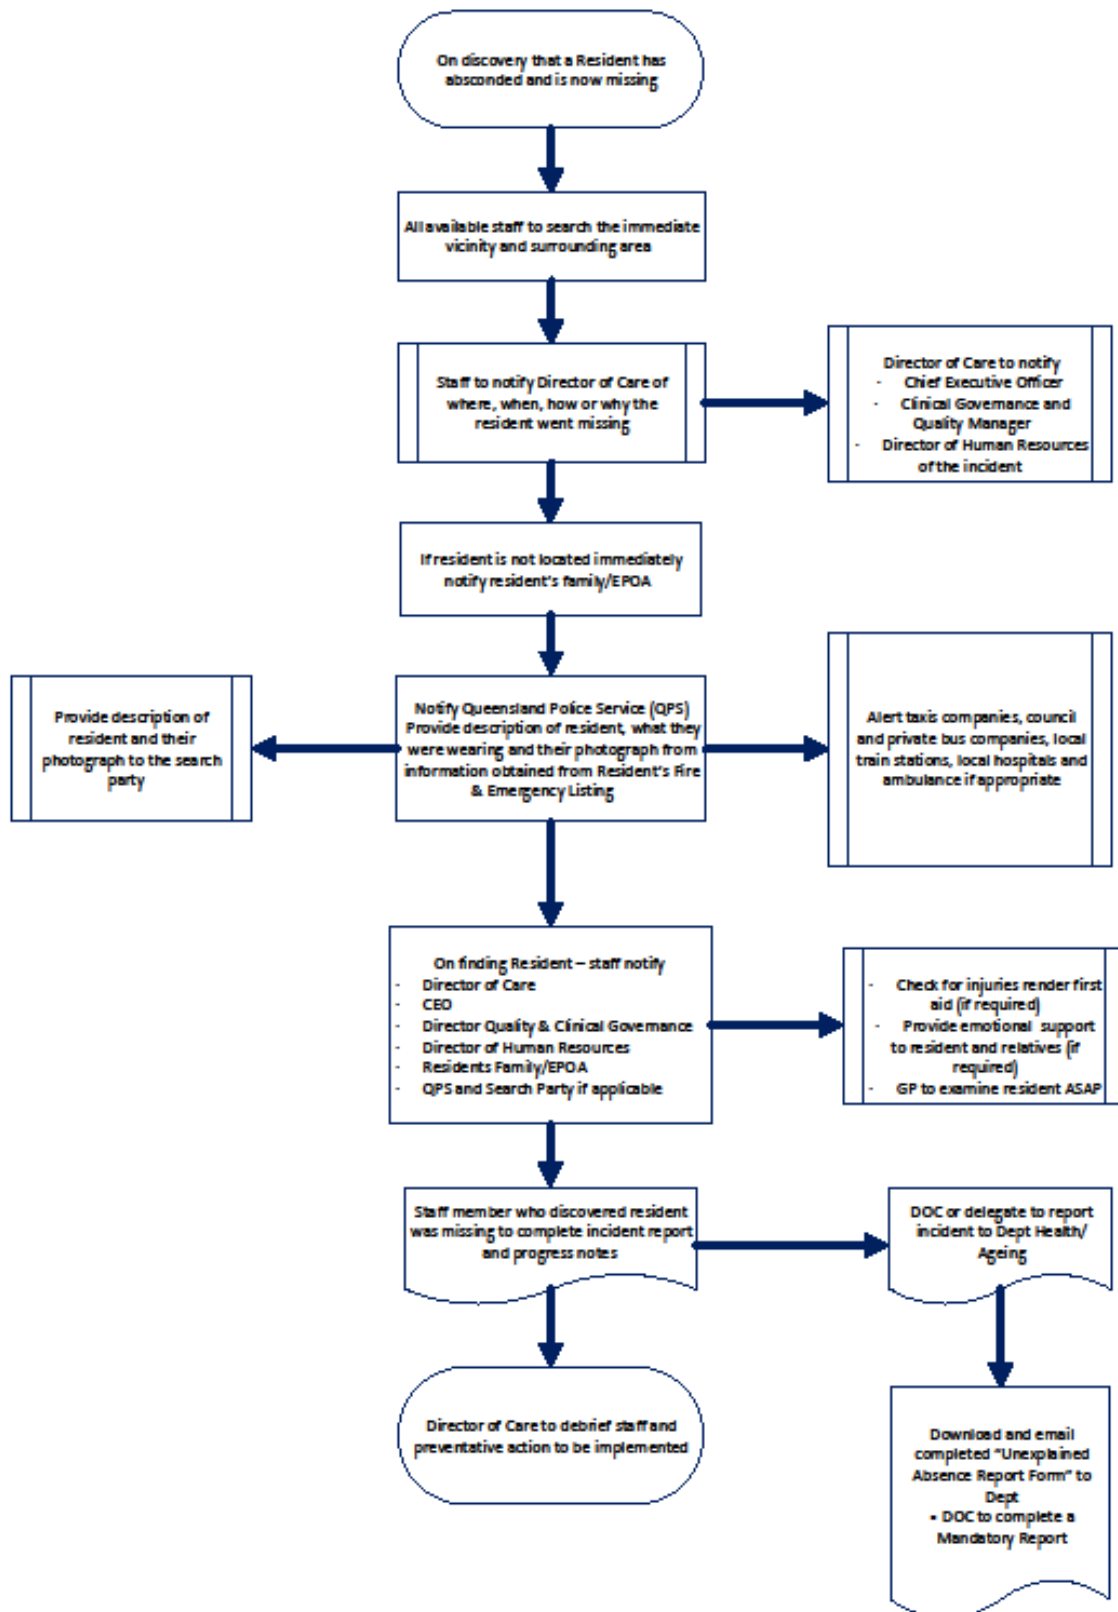 On discovery that a Resident has
absconded and is now missing
All available staff to search the immediate
vicinity and surrounding area
Staff to notify Director of Care of
where, when, how or why the
resident went missing
Director of Care to notify
- Chief Executive Officer
- Clinical Governance and
Quality Manager
- Director of Human Resources
of the incident
If resident is not located immediately
notify resident's family/EPOA
Provide description of
resident and their
photograph to the search
party
Notify Queensland Police Service (QPS)
Provide description of resident, what they
were wearing and their photograph from
information obtained from Resident's Fire
& Emergency Listing
Alert taxis companies, council
and private bus companies, local
train stations, local hospitals and
ambulance if appropriate
On finding Resident – staff notify
- Director of Care
- CEO
- Director Quality & Clinical Governance
- Director of Human Resources
- Residents Family/EPOA
- QPS and Search Party if applicable
- Check for injuries render first
aid (if required)
- Provide emotional support
to resident and relatives (if
required)
- GP to examine resident ASAP
Staff member who discovered resident
was missing to complete incident report
and progress notes
DOC or delegate to report
incident to Dept Health/
Ageing
Director of Care to debrief staff and
preventative action to be implemented
Download and email
completed "Unexplained
Absence Report Form" to
Dept
• DOC to complete a
Mandatory Report